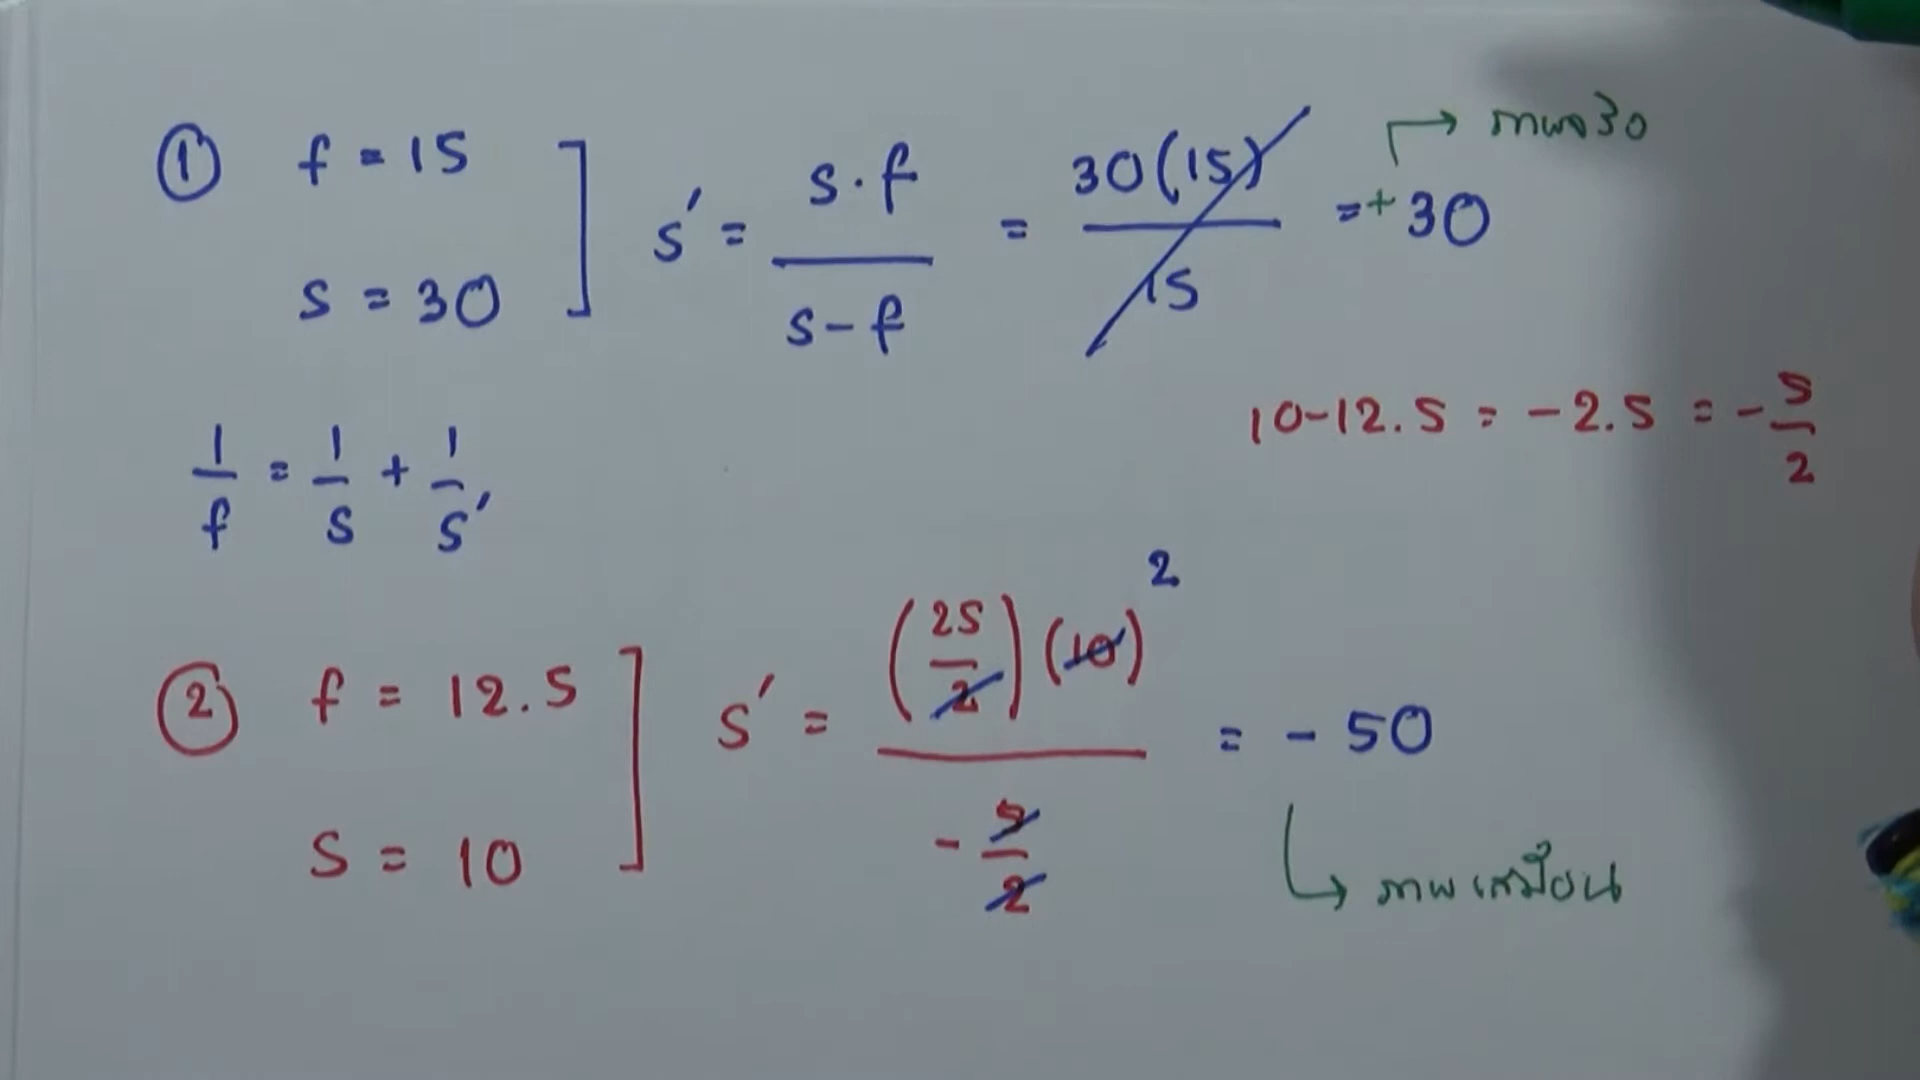 → ภาพจริง
① f = 15 ] s' = s·f / s-f = 30(15) / 15 = +30
s = 30
10-12.5 = -2.5 = -5/2
1/f = 1/s + 1/s'
② f = 12.5 ] s' = (25/2)(10) 2 / -5/2 = -50
s = 10
→ ภาพเสมือน